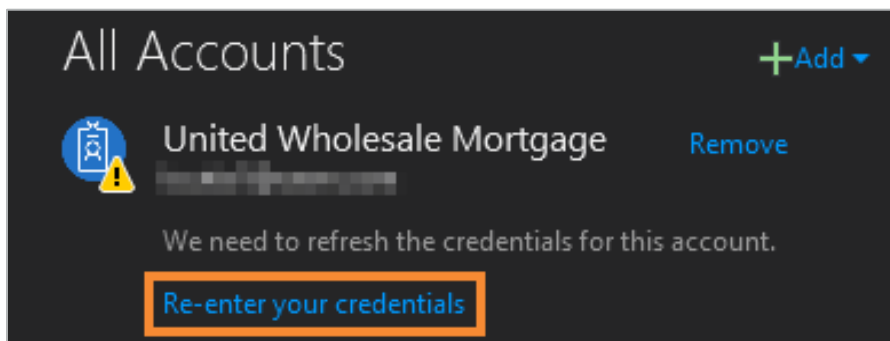 All Accounts
Add
United Wholesale Mortgage
Remove
We need to refresh the credentials for this account.
Re-enter your credentials